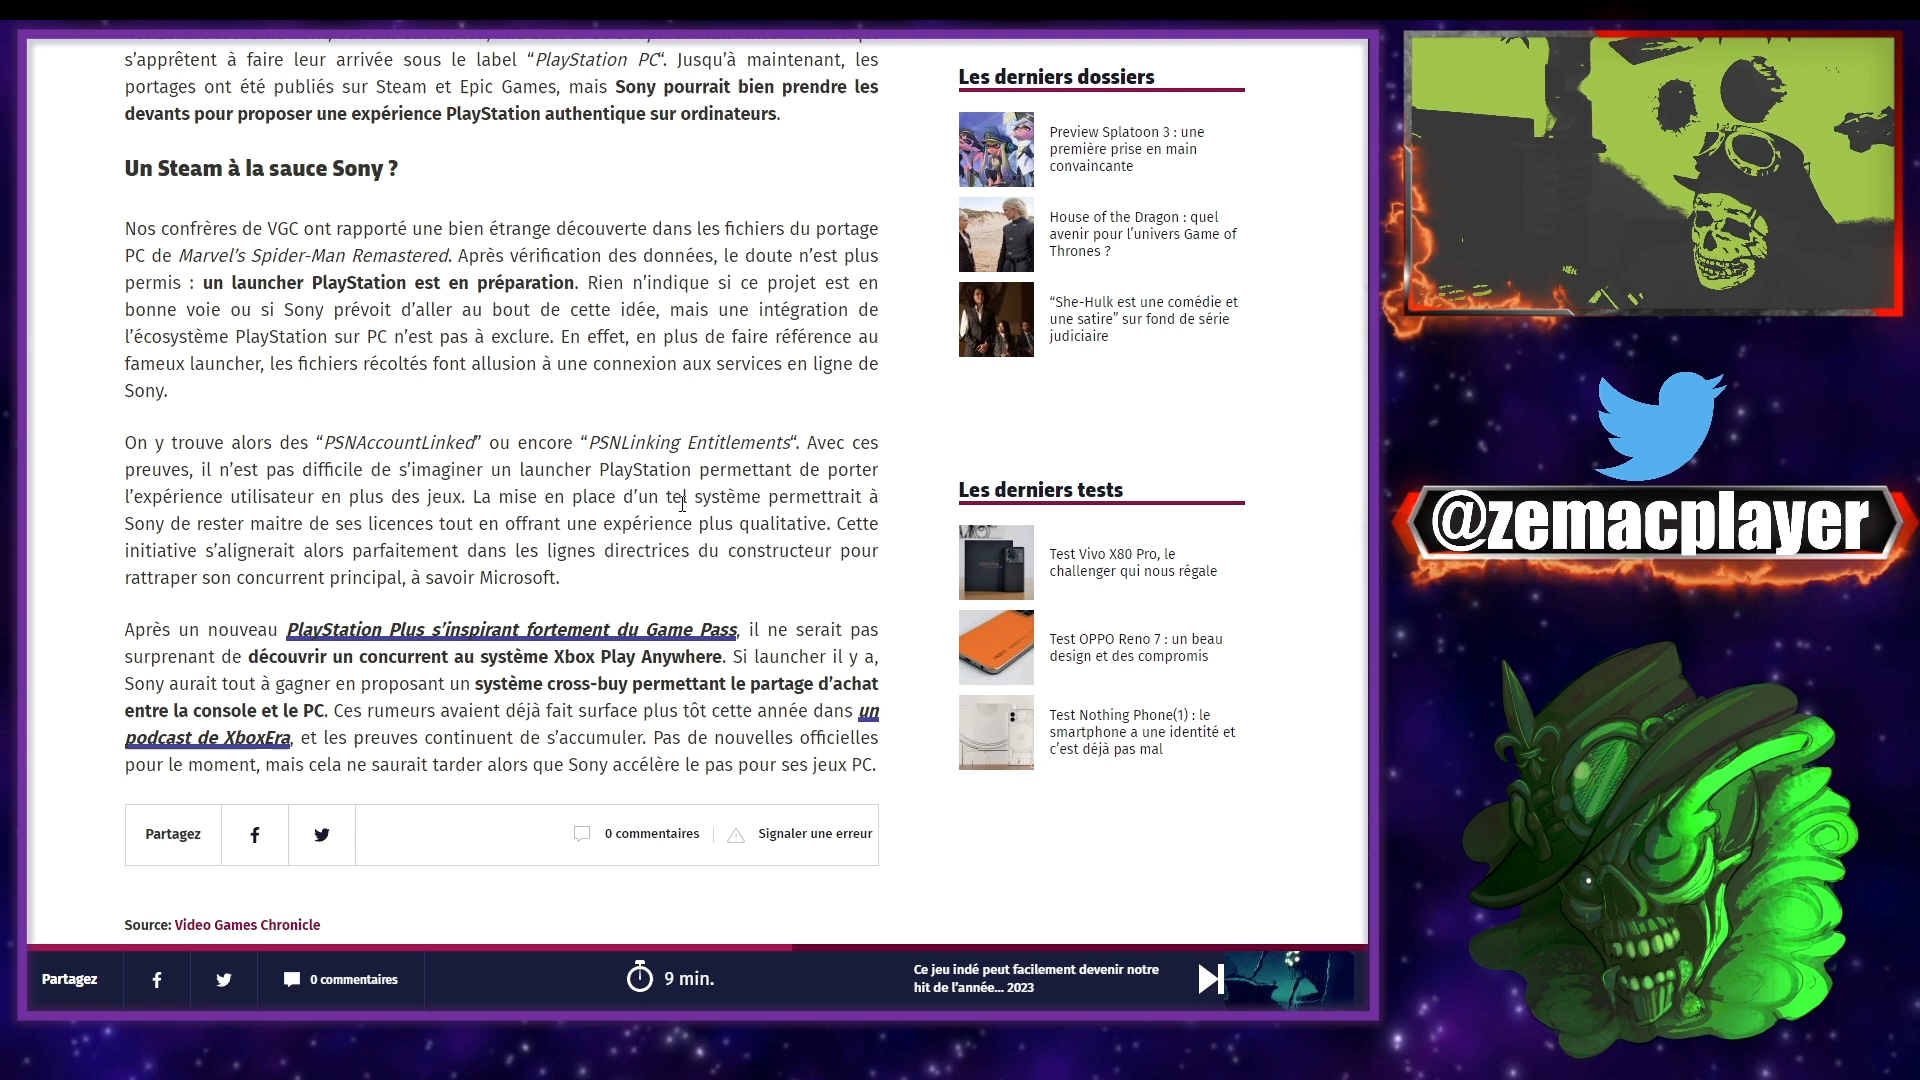 s’apprêtent à faire leur arrivée sous le label “PlayStation PC“. Jusqu’à maintenant, les
portages ont été publiés sur Steam et Epic Games, mais Sony pourrait bien prendre les
devants pour proposer une expérience PlayStation authentique sur ordinateurs.
Un Steam à la sauce Sony ?
Nos confrères de VGC ont rapporté une bien étrange découverte dans les fichiers du portage
PC de Marvel’s Spider-Man Remastered. Après vérification des données, le doute n’est plus
permis : un launcher PlayStation est en préparation. Rien n’indique si ce projet est en
bonne voie ou si Sony prévoit d’aller au bout de cette idée, mais une intégration de
l’écosystème PlayStation sur PC n’est pas à exclure. En effet, en plus de faire référence au
fameux launcher, les fichiers récoltés font allusion à une connexion aux services en ligne de
Sony.
On y trouve alors des “PSNAccountLinked” ou encore “PSNLinking Entitlements“. Avec ces
preuves, il n’est pas difficile de s’imaginer un launcher PlayStation permettant de porter
l’expérience utilisateur en plus des jeux. La mise en place d’un tel système permettrait à
Sony de rester maitre de ses licences tout en offrant une expérience plus qualitative. Cette
initiative s’alignerait alors parfaitement dans les lignes directrices du constructeur pour
rattraper son concurrent principal, à savoir Microsoft.
Après un nouveau PlayStation Plus s’inspirant fortement du Game Pass, il ne serait pas
surprenant de découvrir un concurrent au système Xbox Play Anywhere. Si launcher il y a,
Sony aurait tout à gagner en proposant un système cross-buy permettant le partage d’achat
entre la console et le PC. Ces rumeurs avaient déjà fait surface plus tôt cette année dans un
podcast de XboxEra, et les preuves continuent de s’accumuler. Pas de nouvelles officielles
pour le moment, mais cela ne saurait tarder alors que Sony accélère le pas pour ses jeux PC.
Partagez
0 commentaires
Signaler une erreur
Source: Video Games Chronicle
Les derniers dossiers
Preview Splatoon 3 : une
première prise en main
convaincante
House of the Dragon : quel
avenir pour l’univers Game of
Thrones ?
“She-Hulk est une comédie et
une satire” sur fond de série
judiciaire
Les derniers tests
Test Vivo X80 Pro, le
challenger qui nous régale
Test OPPO Reno 7 : un beau
design et des compromis
Test Nothing Phone(1) : le
smartphone a une identité et
c’est déjà pas mal
Partagez
0 commentaires
9 min.
Ce jeu indé peut facilement devenir notre
hit de l’année... 2023
@zemacplayer